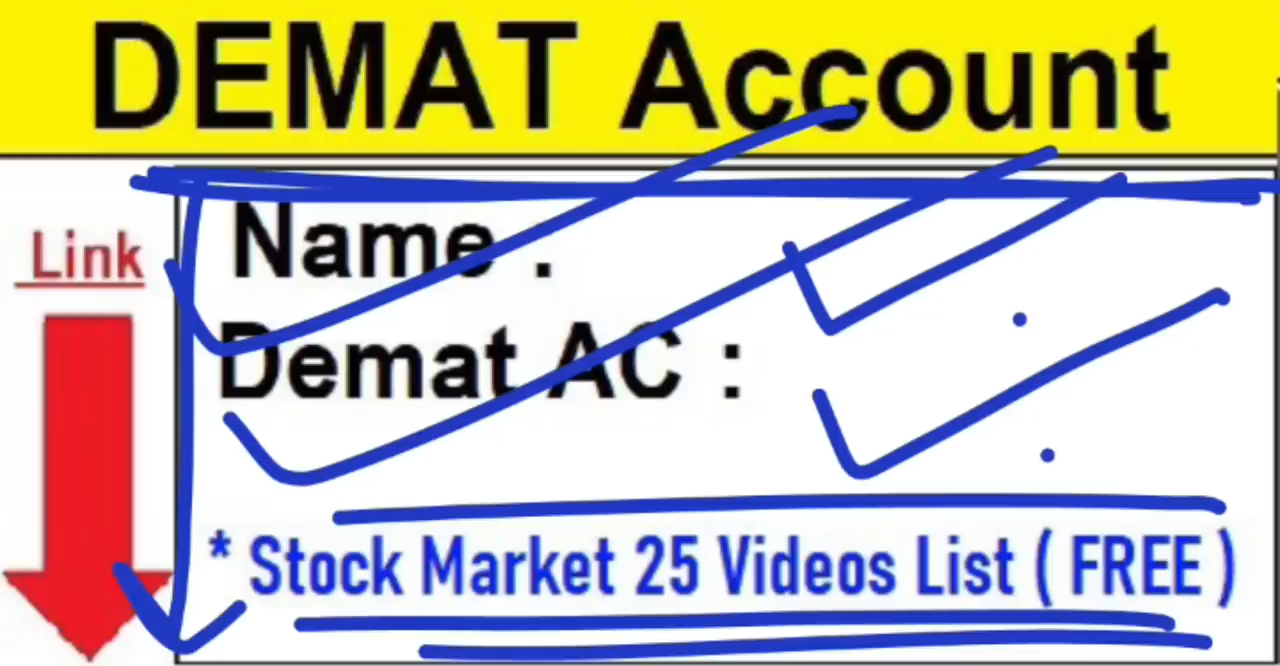 DEMAT Account
Link
Name .
Demat AC :
* Stock Market 25 Videos List ( FREE )